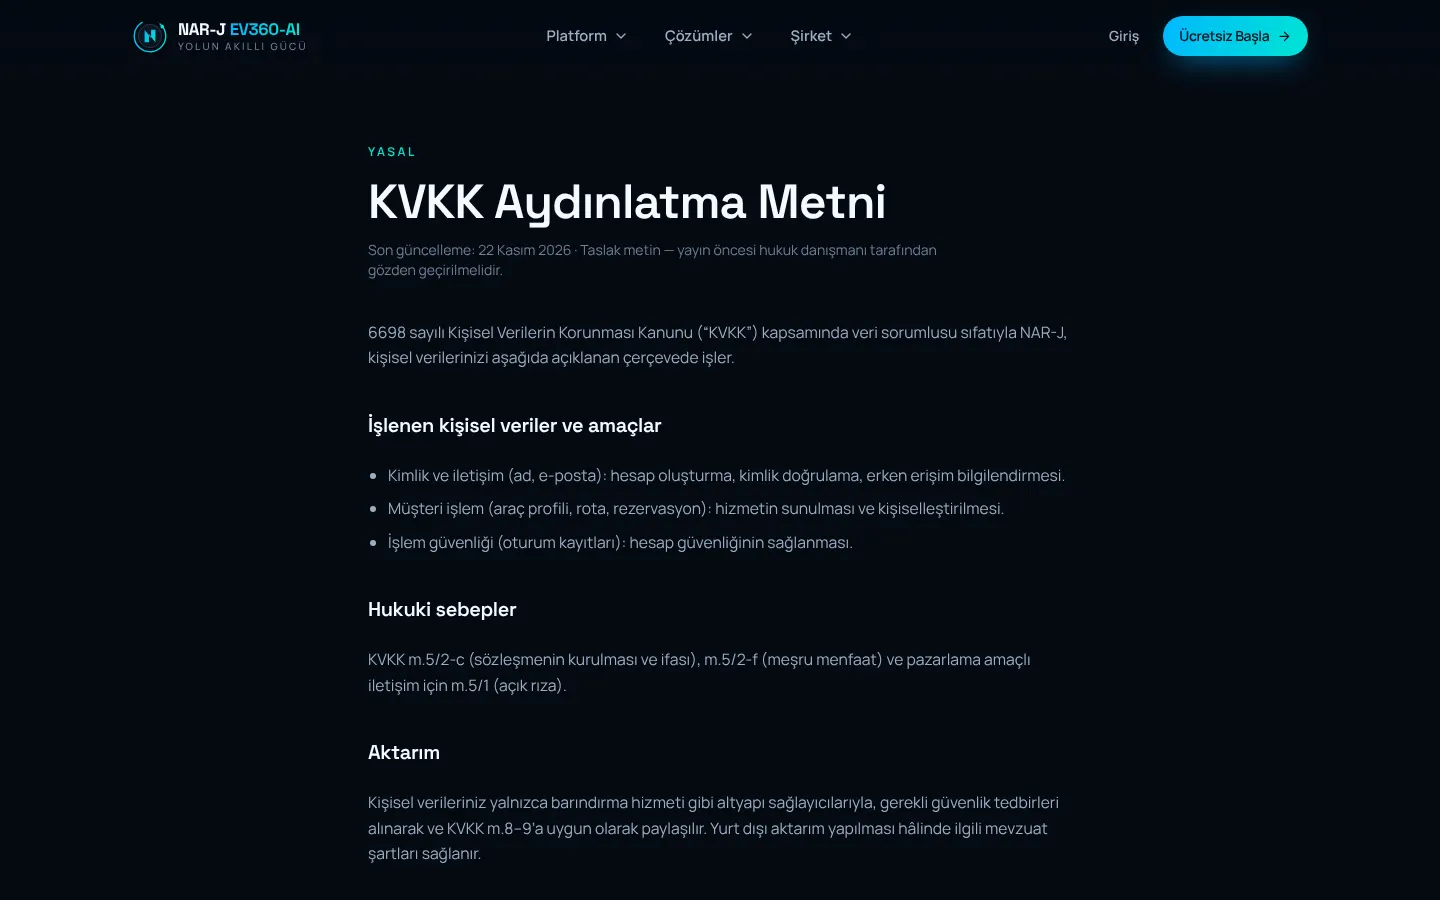 NAR-J EV360-AI
YOLUN AKILLI GÜCÜ
Platform
Çözümler
Şirket
Giriş
Ücretsiz Başla →
YASAL
KVKK Aydınlatma Metni
Son güncelleme: 22 Kasım 2026 · Taslak metin — yayın öncesi hukuk danışmanı tarafından
gözden geçirilmelidir.
6698 sayılı Kişisel Verilerin Korunması Kanunu (“KVKK”) kapsamında veri sorumlusu sıfatıyla NAR-J,
kişisel verilerinizi aşağıda açıklanan çerçevede işler.
İşlenen kişisel veriler ve amaçlar
• Kimlik ve iletişim (ad, e-posta): hesap oluşturma, kimlik doğrulama, erken erişim bilgilendirmesi.
• Müşteri işlem (araç profili, rota, rezervasyon): hizmetin sunulması ve kişiselleştirilmesi.
• İşlem güvenliği (oturum kayıtları): hesap güvenliğinin sağlanması.
Hukuki sebepler
KVKK m.5/2-c (sözleşmenin kurulması ve ifası), m.5/2-f (meşru menfaat) ve pazarlama amaçlı
iletişim için m.5/1 (açık rıza).
Aktarım
Kişisel verileriniz yalnızca barındırma hizmeti gibi altyapı sağlayıcılarıyla, gerekli güvenlik tedbirleri
alınarak ve KVKK m.8–9’a uygun olarak paylaşılır. Yurt dışı aktarım yapılması hâlinde ilgili mevzuat
şartları sağlanır.